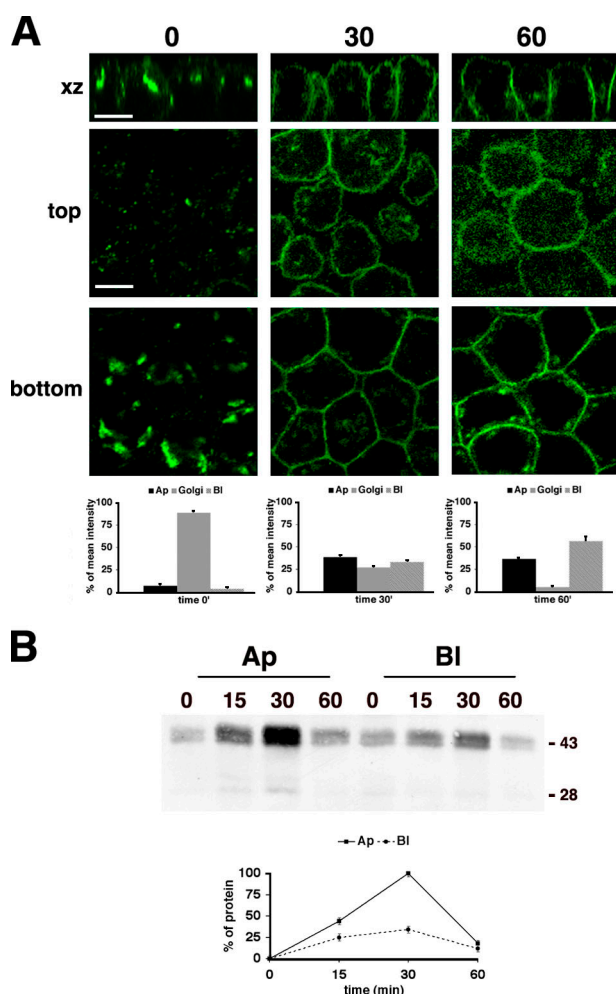 A
0 30 60
xz
top
bottom
Ap Golgi Bl
% of mean intensity
100
75
50
25
0
time 0'
Ap Golgi Bl
% of mean intensity
100
75
50
25
0
time 30'
Ap Golgi Bl
% of mean intensity
100
75
50
25
0
time 60'
B
Ap Bl
0 15 30 60 0 15 30 60
- 43
- 28
Ap Bl
% of protein
100
75
50
25
0
0 15 30 60
time (min)